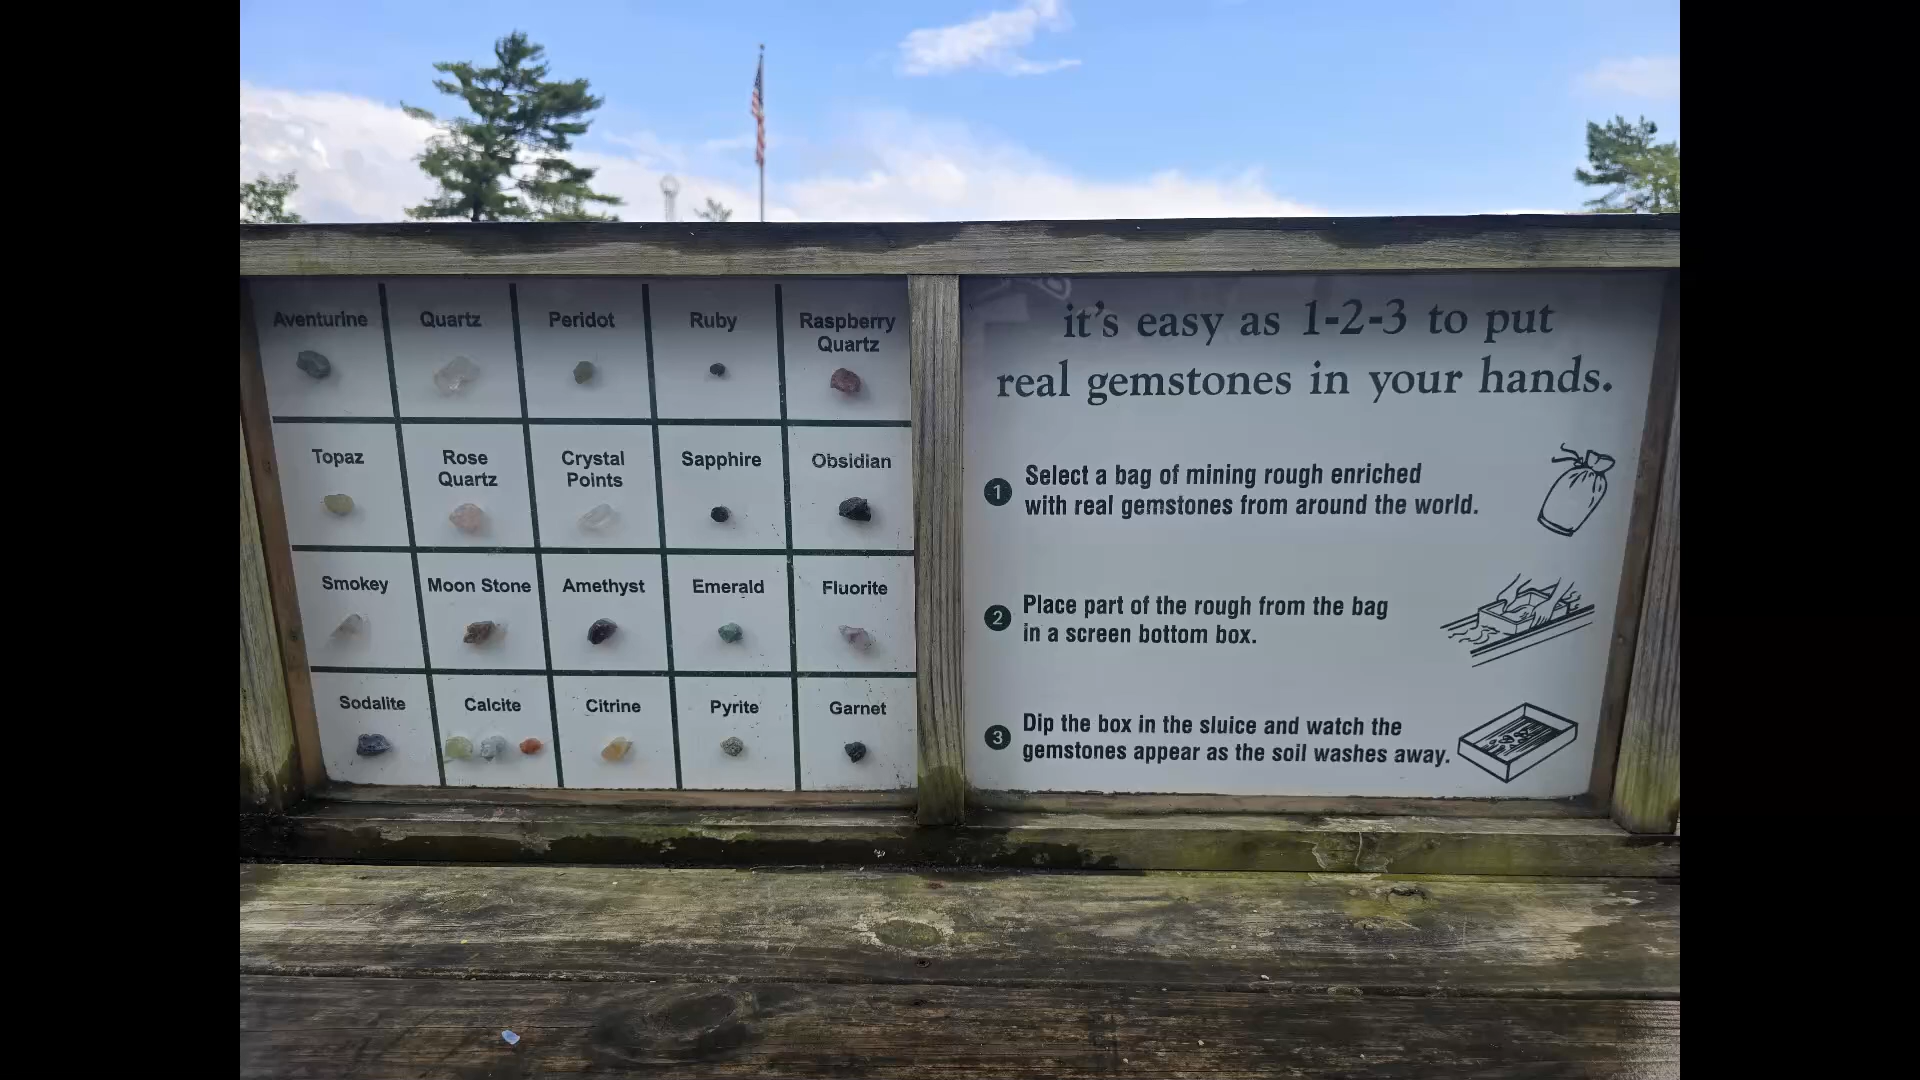 Aventurine
Quartz
Peridot
Ruby
Raspberry
Quartz
Topaz
Rose
Quartz
Crystal
Points
Sapphire
Obsidian
Smokey
Moon Stone
Amethyst
Emerald
Fluorite
Sodalite
Calcite
Citrine
Pyrite
Garnet
it's easy as 1-2-3 to put
real gemstones in your hands.
1 Select a bag of mining rough enriched
with real gemstones from around the world.
2 Place part of the rough from the bag
in a screen bottom box.
3 Dip the box in the sluice and watch the
gemstones appear as the soil washes away.